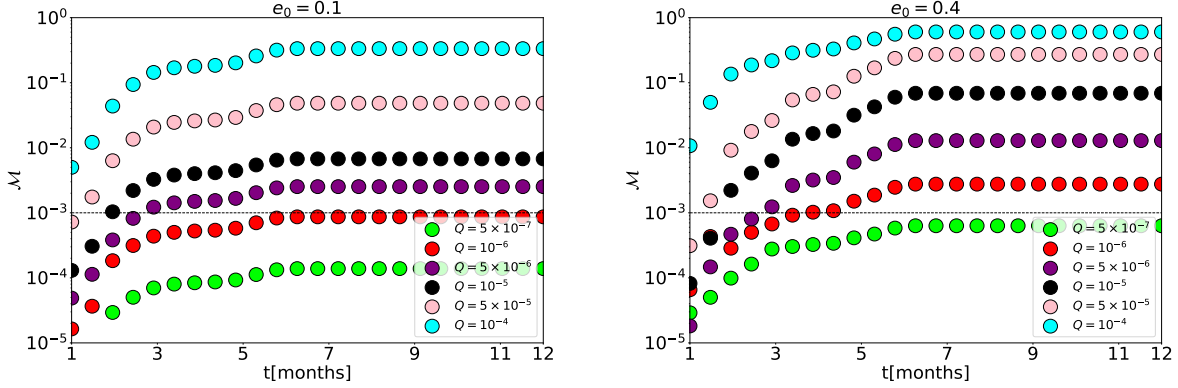 e₀ = 0.1
10⁰
10⁻¹
10⁻²
10⁻³
10⁻⁴
10⁻⁵
ℳ
1 3 5 7 9 11 12
t[months]
Q = 5 × 10⁻⁷
Q = 10⁻⁶
Q = 5 × 10⁻⁶
Q = 10⁻⁵
Q = 5 × 10⁻⁵
Q = 10⁻⁴
e₀ = 0.4
10⁰
10⁻¹
10⁻²
10⁻³
10⁻⁴
10⁻⁵
ℳ
1 3 5 7 9 11 12
t[months]
Q = 5 × 10⁻⁷
Q = 10⁻⁶
Q = 5 × 10⁻⁶
Q = 10⁻⁵
Q = 5 × 10⁻⁵
Q = 10⁻⁴